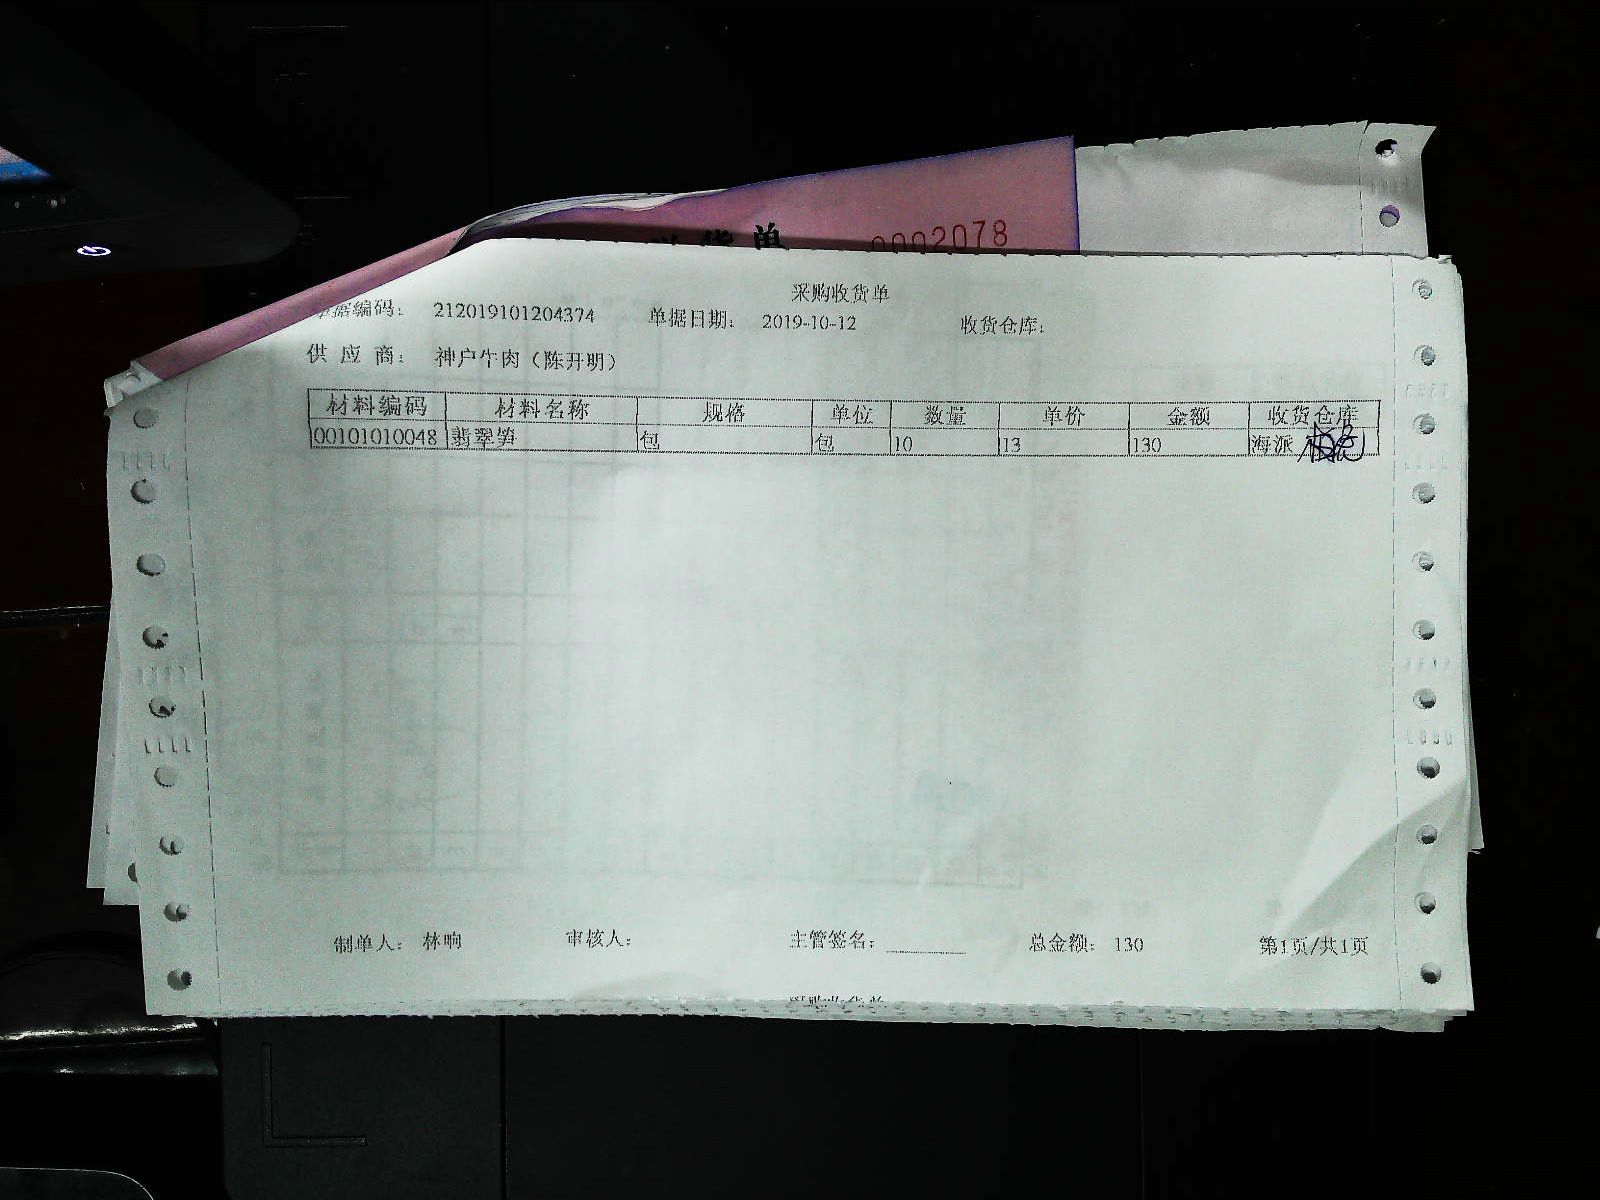 单 0002078
采购收货单
单据编码： 212019101204374 单据日期： 2019-10-12 收货仓库：
供 应 商： 神户牛肉（陈开明）
材料编码 材料名称 规格 单位 数量 单价 金额 收货仓库
00101010048 翡翠笋 包 包 10 13 130 海派
制单人： 林响 审核人： 主管签名： 总金额： 130 第1页/共1页